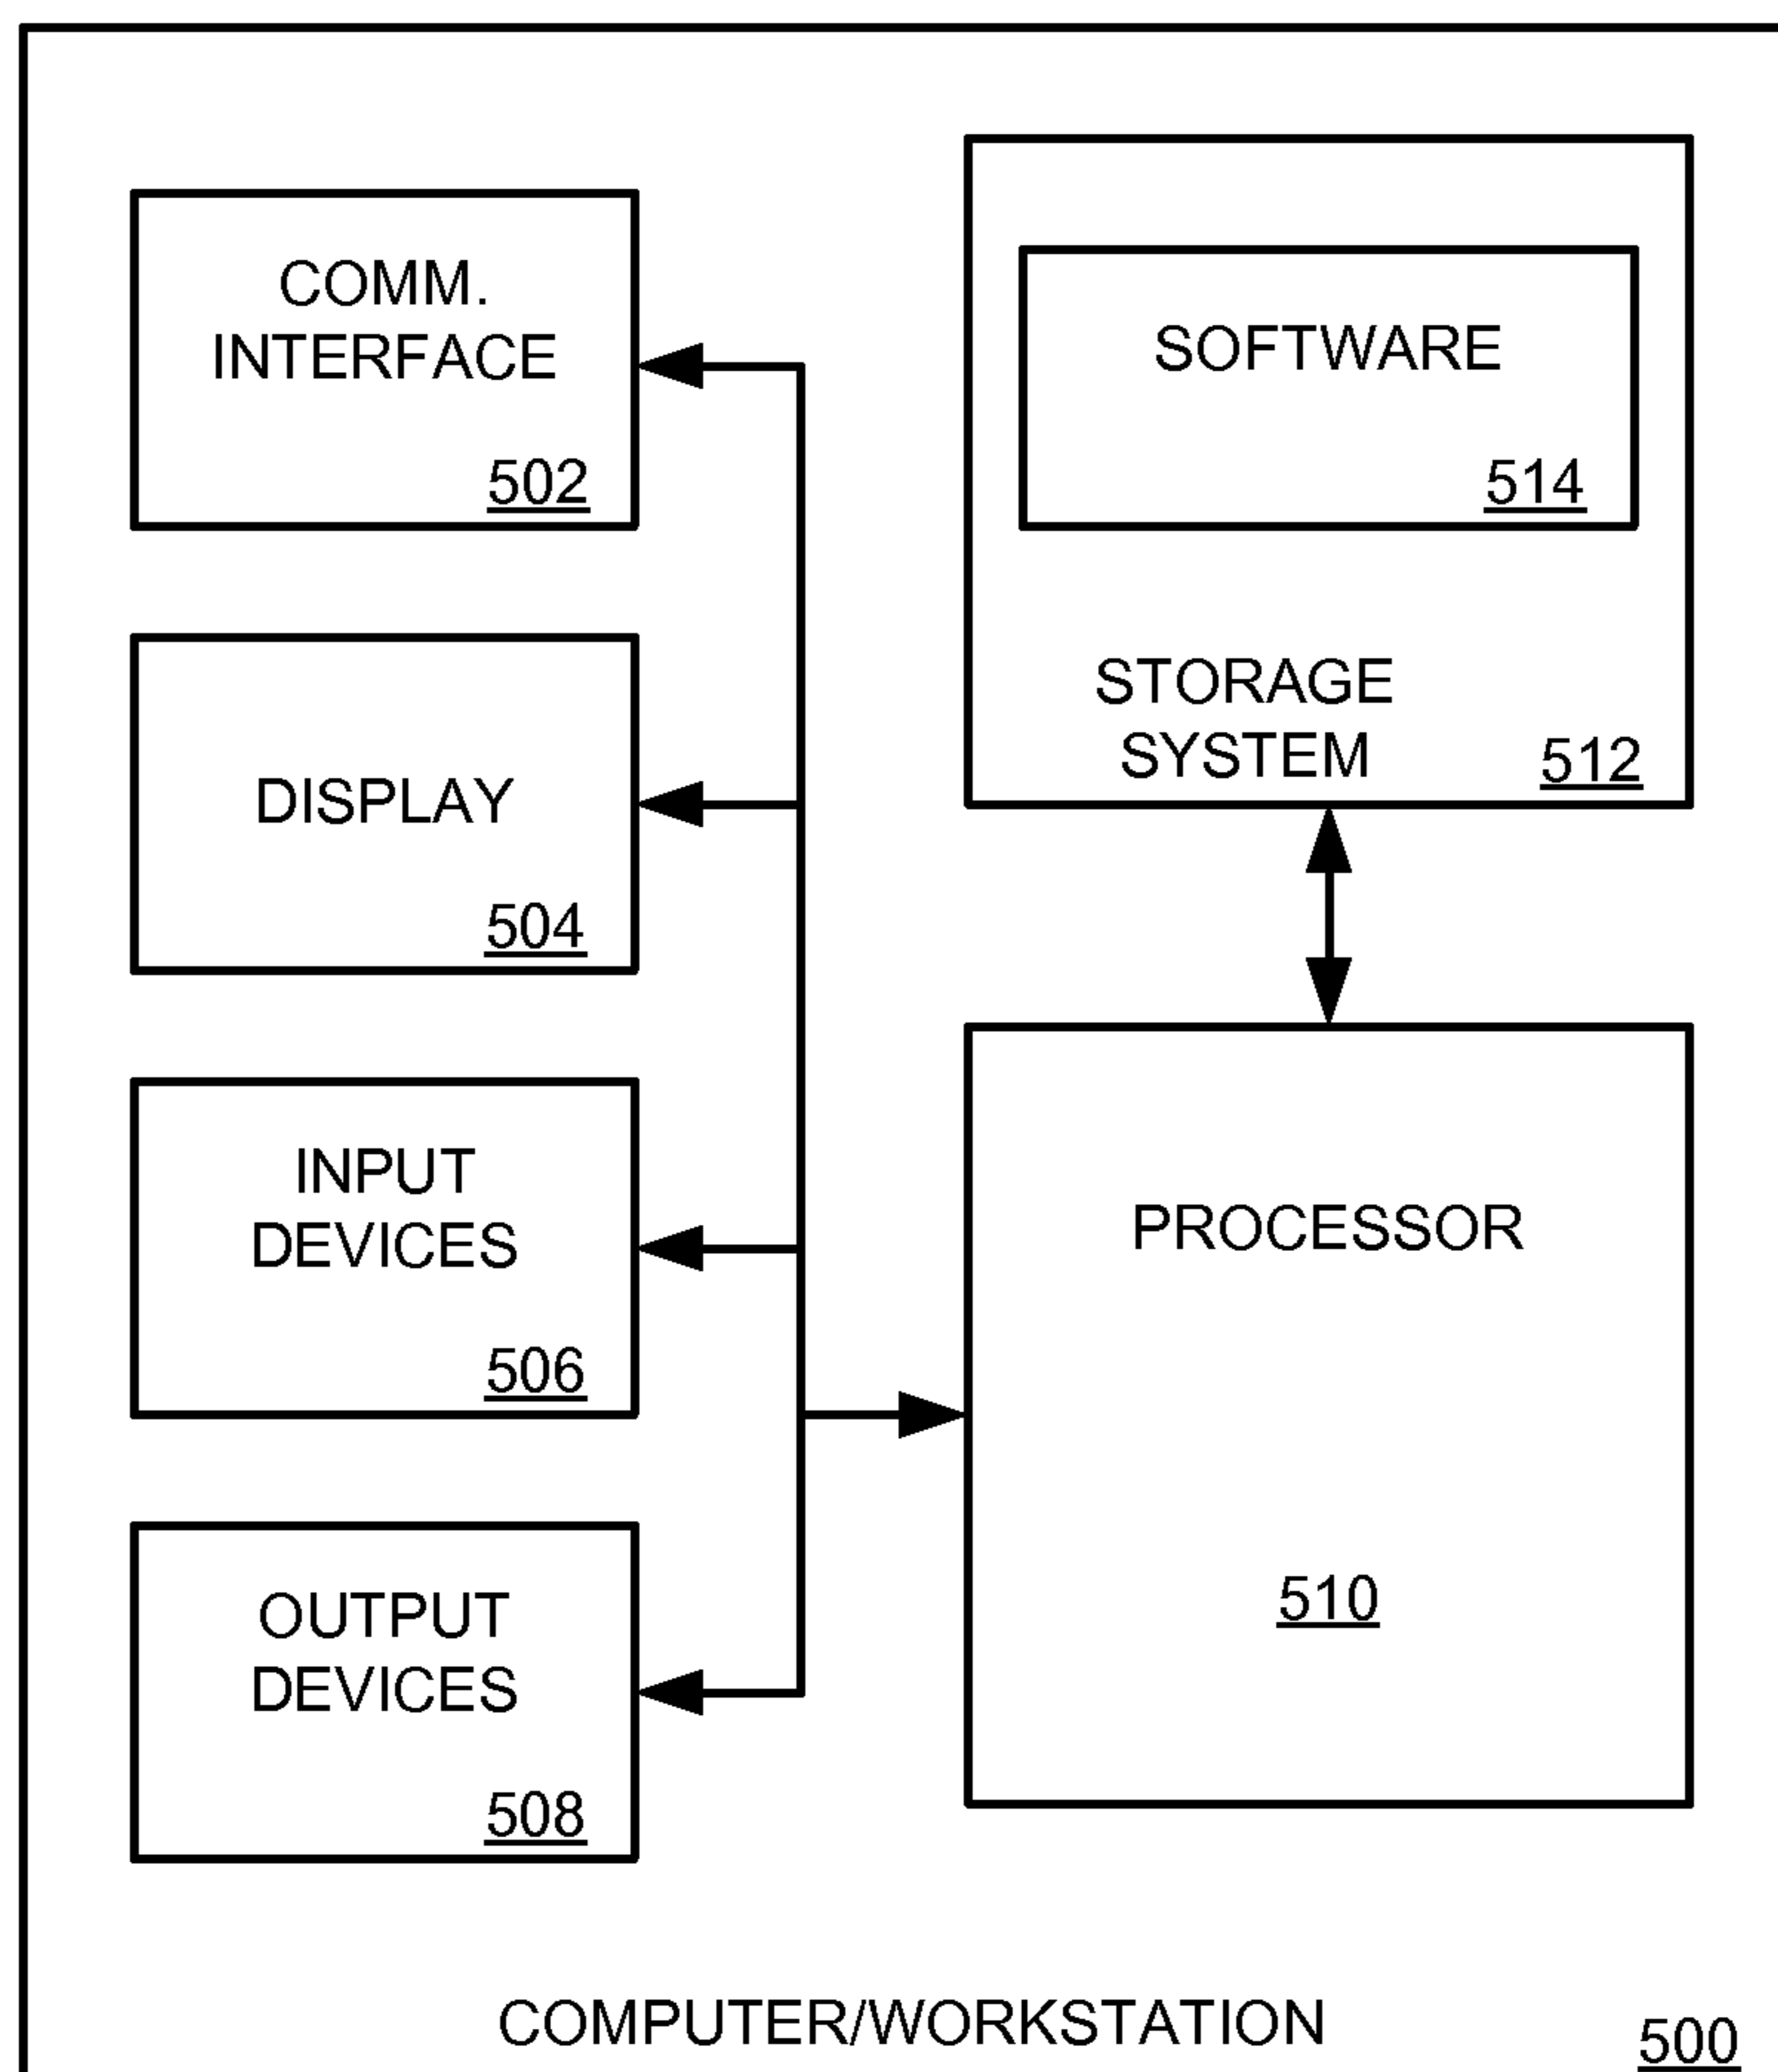 COMM.
INTERFACE
502
DISPLAY
504
INPUT
DEVICES
506
OUTPUT
DEVICES
508
SOFTWARE
514
STORAGE
SYSTEM
512
PROCESSOR
510
COMPUTER/WORKSTATION
500